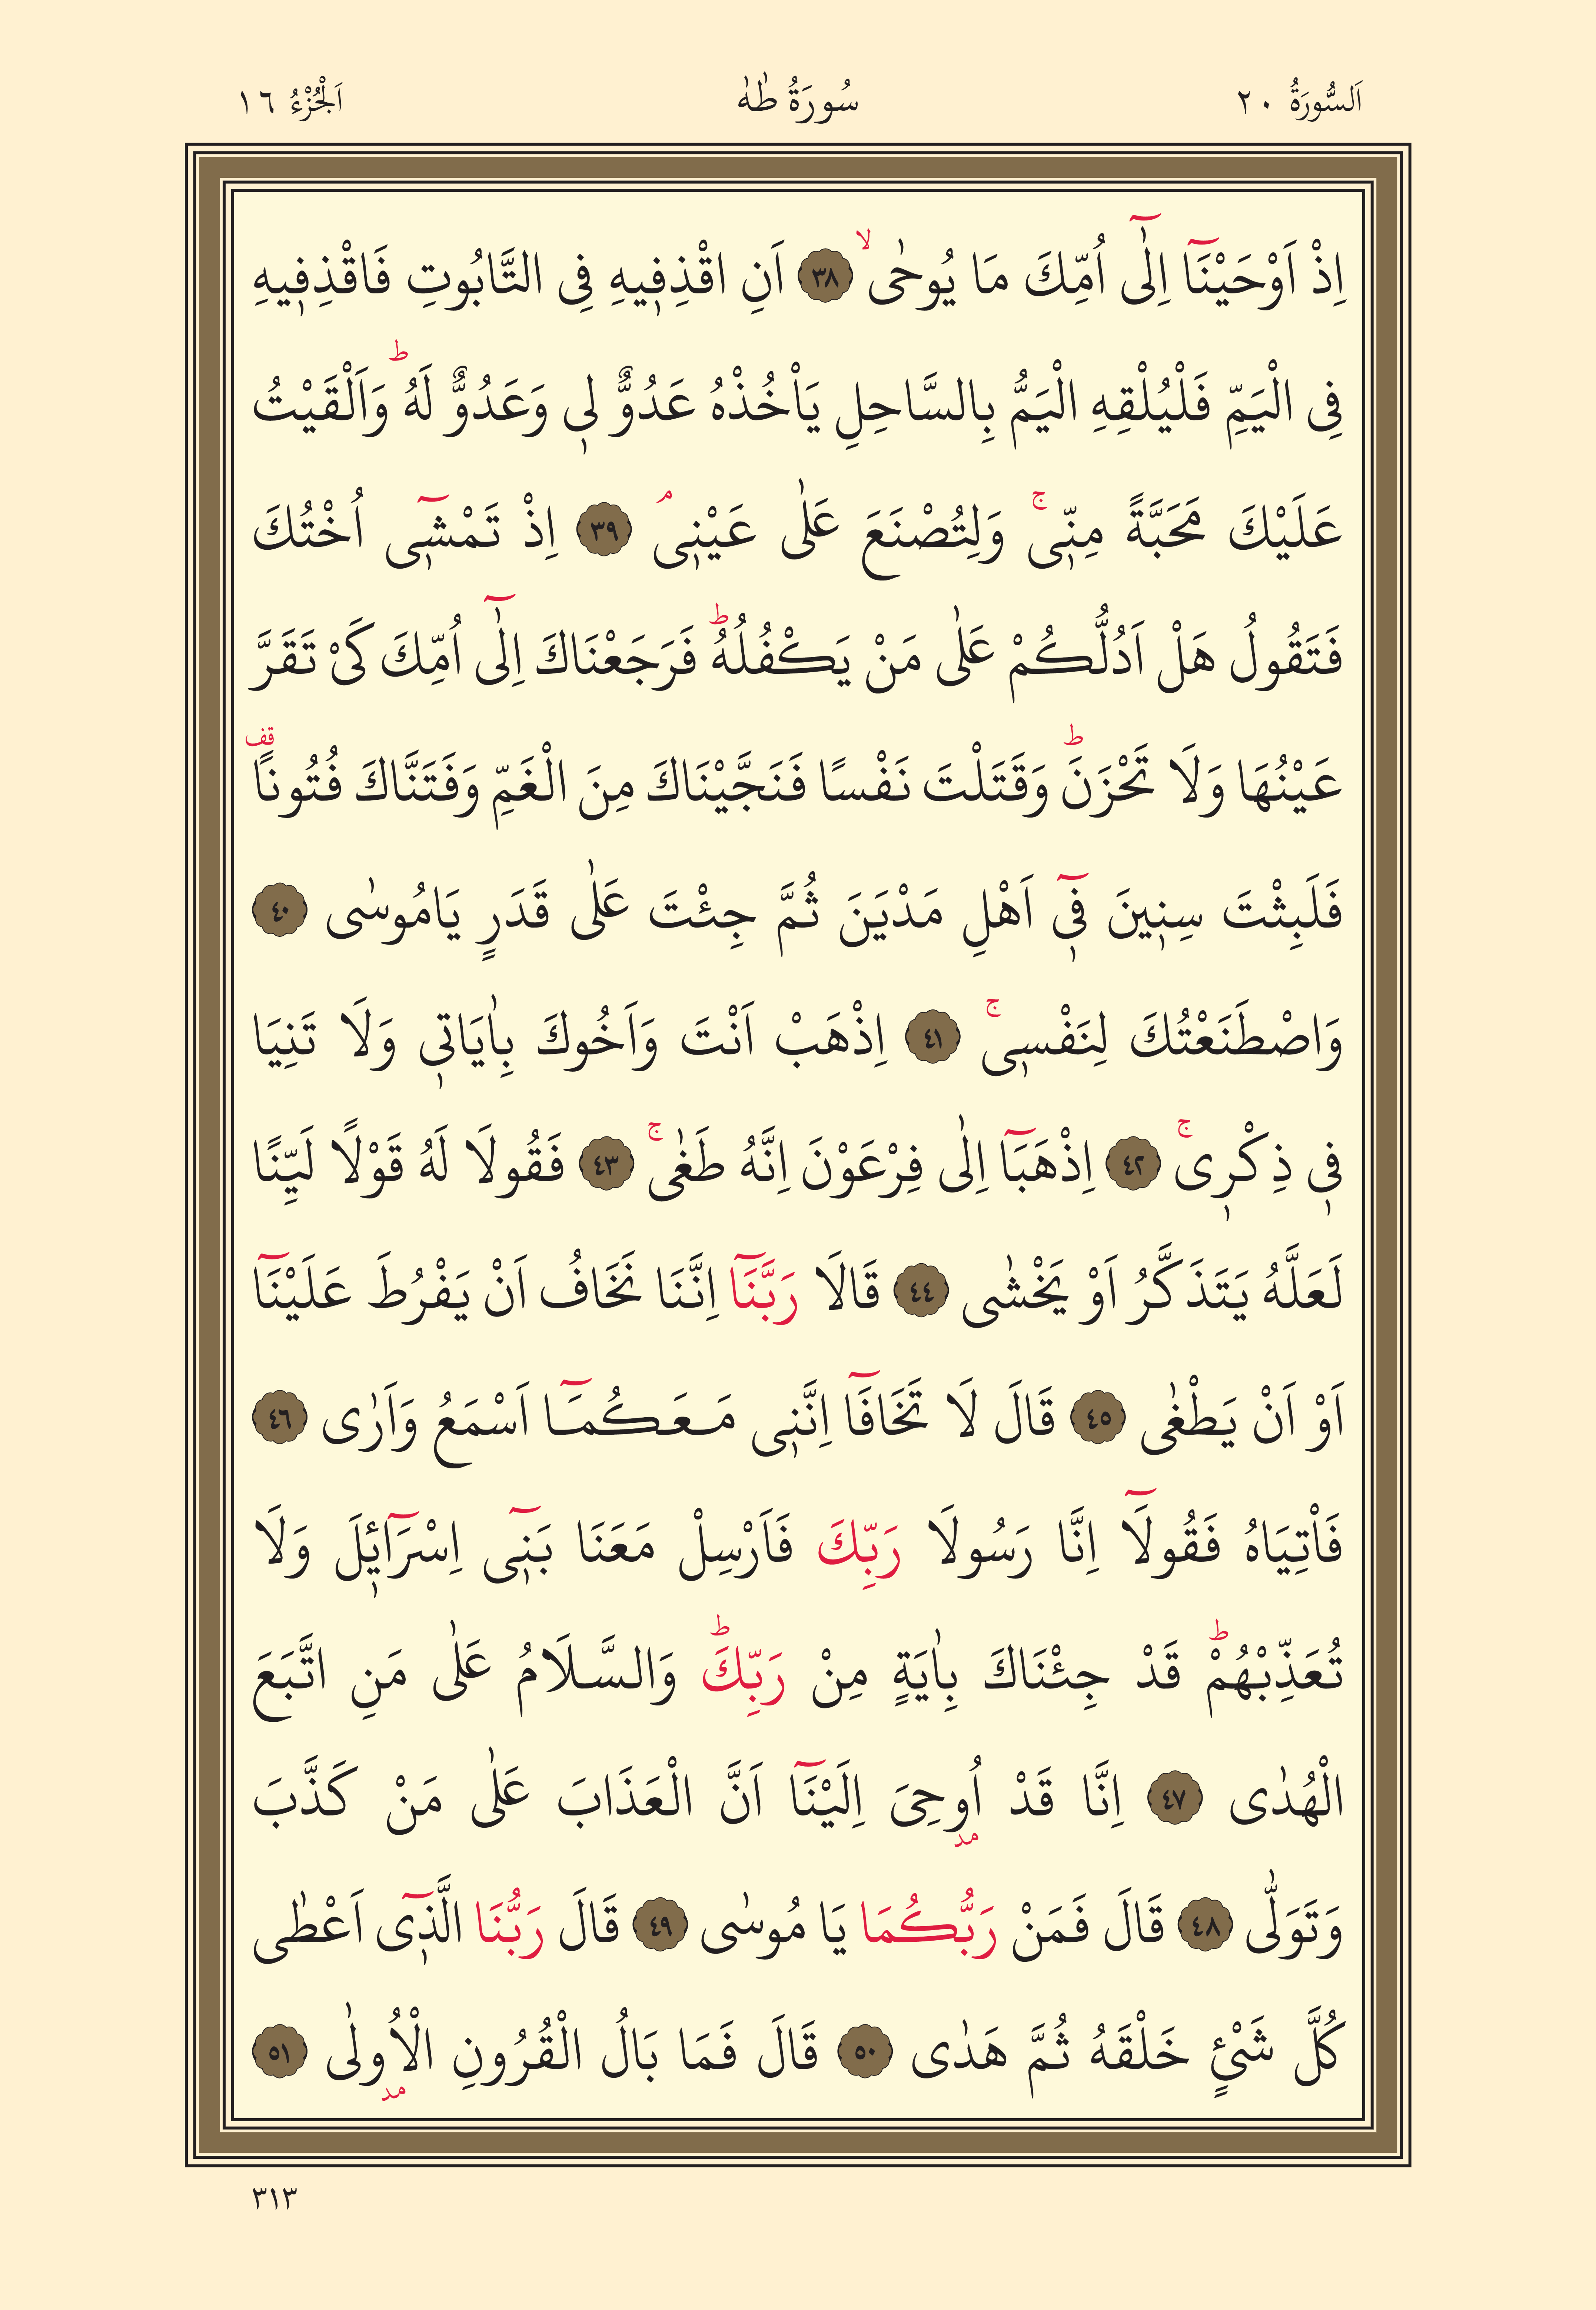 اَلسُّورَةُ ٢٠ سُورَةُ طٰهٰ اَلْجُزْءُ ١٦
اِذْ اَوْحَيْنَٓا اِلٰٓى اُمِّكَ مَا يُوحٰىۙ ﴿٣٨﴾ اَنِ اقْذِف۪يهِ فِى التَّابُوتِ فَاقْذِف۪يهِ
فِى الْيَمِّ فَلْيُلْقِهِ الْيَمُّ بِالسَّاحِلِ يَاْخُذْهُ عَدُوٌّ ل۪ى وَعَدُوٌّ لَهُۜ وَاَلْقَيْتُ
عَلَيْكَ مَحَبَّةً مِنّ۪ىۚ وَلِتُصْنَعَ عَلٰى عَيْن۪ىۢ ﴿٣٩﴾ اِذْ تَمْش۪ٓى اُخْتُكَ
فَتَقُولُ هَلْ اَدُلُّكُمْ عَلٰى مَنْ يَكْفُلُهُۜ فَرَجَعْنَاكَ اِلٰٓى اُمِّكَ كَىْ تَقَرَّ
عَيْنُهَا وَلَا تَحْزَنَۜ وَقَتَلْتَ نَفْسًا فَنَجَّيْنَاكَ مِنَ الْغَمِّ وَفَتَنَّاكَ فُتُونًا۠ قف
فَلَبِثْتَ سِن۪ينَ ف۪ٓى اَهْلِ مَدْيَنَ ثُمَّ جِئْتَ عَلٰى قَدَرٍ يَامُوسٰى ﴿٤٠﴾
وَاصْطَنَعْتُكَ لِنَفْس۪ىۚ ﴿٤١﴾ اِذْهَبْ اَنْتَ وَاَخُوكَ بِاٰيَات۪ى وَلَا تَنِيَا
ف۪ى ذِكْر۪ىۚ ﴿٤٢﴾ اِذْهَبَٓا اِلٰى فِرْعَوْنَ اِنَّهُ طَغٰىۚ ﴿٤٣﴾ فَقُولَا لَهُ قَوْلًا لَيِّنًا
لَعَلَّهُ يَتَذَكَّرُ اَوْ يَخْشٰى ﴿٤٤﴾ قَالَا رَبَّنَٓا اِنَّنَا نَخَافُ اَنْ يَفْرُطَ عَلَيْنَٓا
اَوْ اَنْ يَطْغٰى ﴿٤٥﴾ قَالَ لَا تَخَافَٓا اِنَّن۪ى مَعَكُمَٓا اَسْمَعُ وَاَرٰى ﴿٤٦﴾
فَاْتِيَاهُ فَقُولَٓا اِنَّا رَسُولَا رَبِّكَ فَاَرْسِلْ مَعَنَا بَن۪ٓى اِسْرَٓائ۪لَ وَلَا
تُعَذِّبْهُمْۜ قَدْ جِئْنَاكَ بِاٰيَةٍ مِنْ رَبِّكَۜ وَالسَّلَامُ عَلٰى مَنِ اتَّبَعَ
الْهُدٰى ﴿٤٧﴾ اِنَّا قَدْ اُو۫حِىَ اِلَيْنَٓا اَنَّ الْعَذَابَ عَلٰى مَنْ كَذَّبَ
وَتَوَلّٰى ﴿٤٨﴾ قَالَ فَمَنْ رَبُّكُمَا يَا مُوسٰى ﴿٤٩﴾ قَالَ رَبُّنَا الَّذ۪ٓى اَعْطٰى
كُلَّ شَىْءٍ خَلْقَهُ ثُمَّ هَدٰى ﴿٥٠﴾ قَالَ فَمَا بَالُ الْقُرُونِ الْاُو۫لٰى ﴿٥١﴾
٣١٣